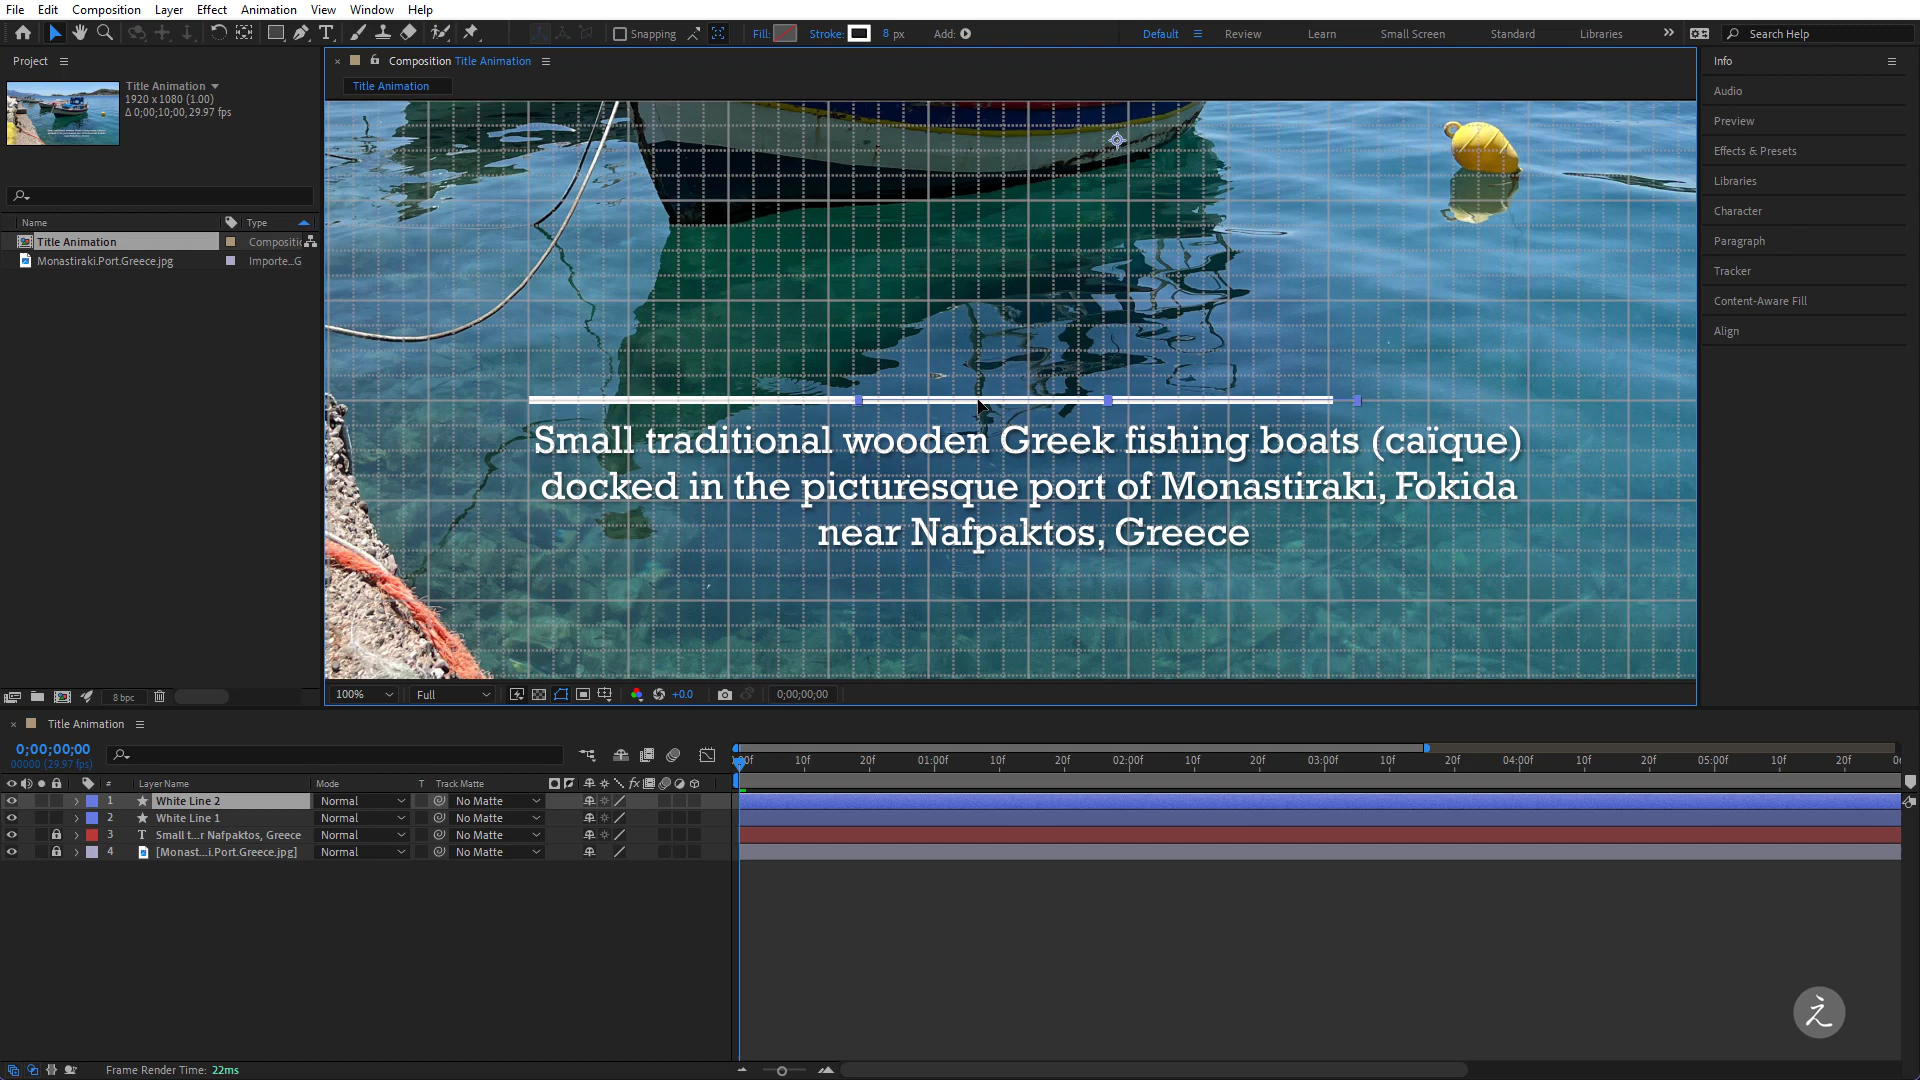 File Edit Composition Layer Effect Animation View Window Help
Snapping Fill: Stroke: 8 px Add: Default Review Learn Small Screen Standard Libraries Search Help
Project
Title Animation
1920 x 1080 (1.00)
Δ 0;00;10;00, 29.97 fps
Name Type
Title Animation Compositic
Monastiraki.Port.Greece.jpg Importe...G
8 bpc
Composition Title Animation
Title Animation
Small traditional wooden Greek fishing boats (caïque)
docked in the picturesque port of Monastiraki, Fokida
near Nafpaktos, Greece
100% Full +0.0 0;00;00;00
Info
Audio
Preview
Effects & Presets
Libraries
Character
Paragraph
Tracker
Content-Aware Fill
Align
Title Animation
0;00;00;00
00000 (29.97 fps)
10f 20f 01:00f 10f 20f 02:00f 10f 20f 03:00f 10f 20f 04:00f 10f 20f 05:00f 10f 20f
# Layer Name Mode T Track Matte fx
1 White Line 2 Normal No Matte
2 White Line 1 Normal No Matte
3 T Small t...r Nafpaktos, Greece Normal No Matte
4 [Monast...i.Port.Greece.jpg] Normal No Matte
之
Frame Render Time: 22ms